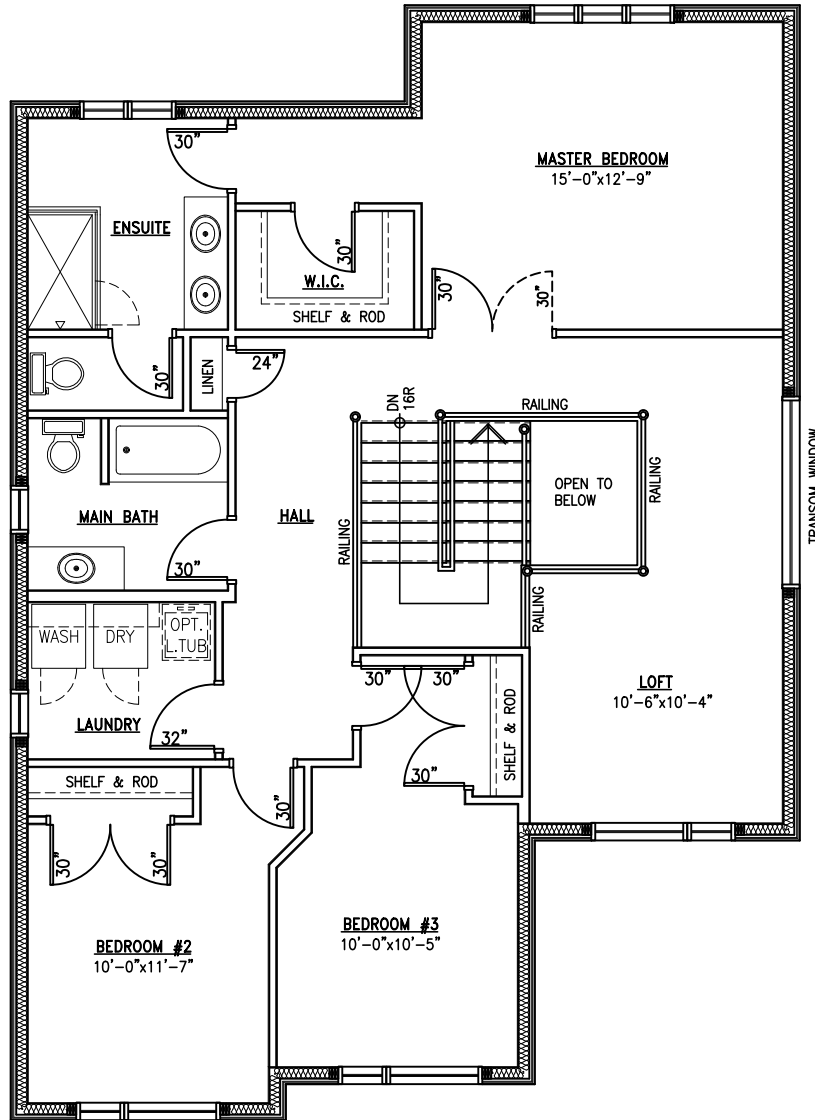 30"
MASTER BEDROOM
15'-0"x12'-9"
ENSUITE
30"
W.I.C.
SHELF & ROD
30"
30"
30"
LINEN
24"
DN
16R
RAILING
OPEN TO
BELOW
RAILING
TRANSOM WINDOW
MAIN BATH
HALL
RAILING
30"
RAILING
WASH
DRY
OPT.
L.TUB
LAUNDRY
32"
30"
30"
SHELF & ROD
30"
LOFT
10'-6"x10'-4"
SHELF & ROD
30"
30"
30"
BEDROOM #2
10'-0"x11'-7"
BEDROOM #3
10'-0"x10'-5"